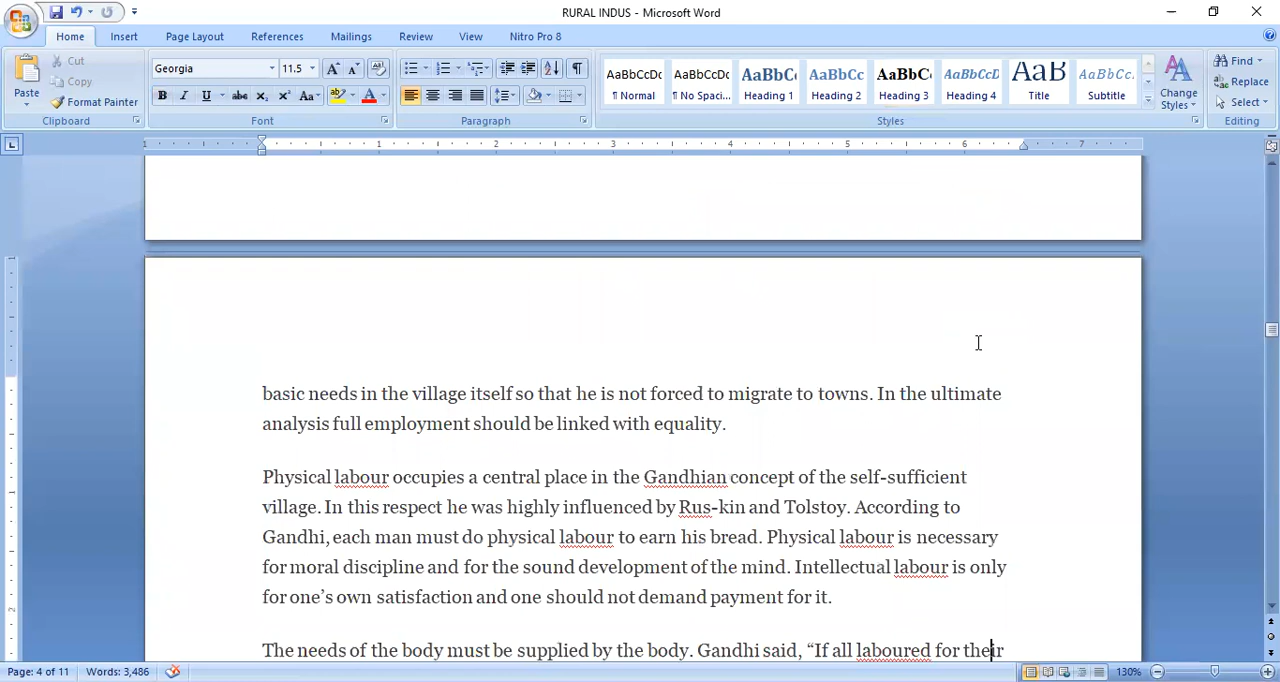 RURAL INDUS - Microsoft Word
Home Insert Page Layout References Mailings Review View Nitro Pro 8
Paste
Cut
Copy
Format Painter
Clipboard
Georgia 11.5
Font
Paragraph
AaBbCcDc AaBbCcDc AaBbC AaBbCc AaBbC AaBbCcD AaB AaBbCc.
¶ Normal ¶ No Spaci... Heading 1 Heading 2 Heading 3 Heading 4 Title Subtitle
Styles
Change
Styles
Find
Replace
Select
Editing
1 1 2 3 4 5 6 7
basic needs in the village itself so that he is not forced to migrate to towns. In the ultimate
analysis full employment should be linked with equality.
Physical labour occupies a central place in the Gandhian concept of the self-sufficient
village. In this respect he was highly influenced by Rus-kin and Tolstoy. According to
Gandhi, each man must do physical labour to earn his bread. Physical labour is necessary
for moral discipline and for the sound development of the mind. Intellectual labour is only
for one’s own satisfaction and one should not demand payment for it.
The needs of the body must be supplied by the body. Gandhi said, “If all laboured for their
Page: 4 of 11 Words: 3,486 130%